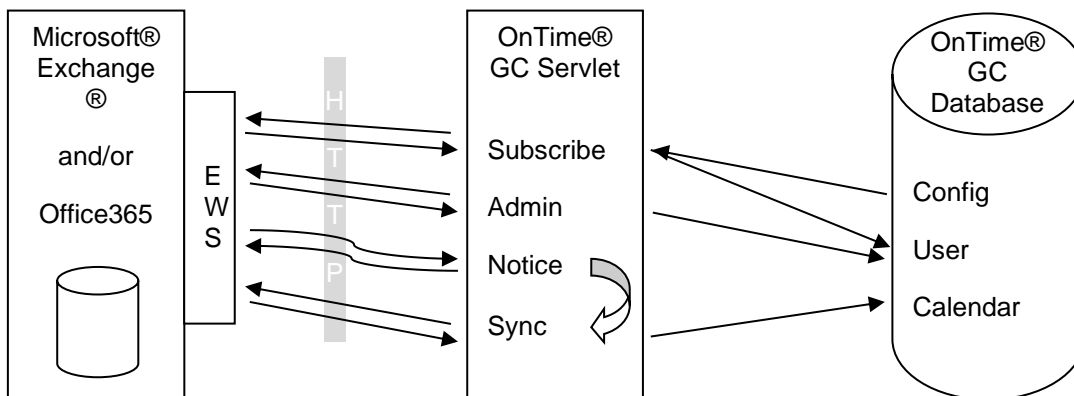 Microsoft®
Exchange
®
and/or
Office365
E
W
S
H
T
T
P
OnTime®
GC Servlet
Subscribe
Admin
Notice
Sync
OnTime®
GC
Database
Config
User
Calendar